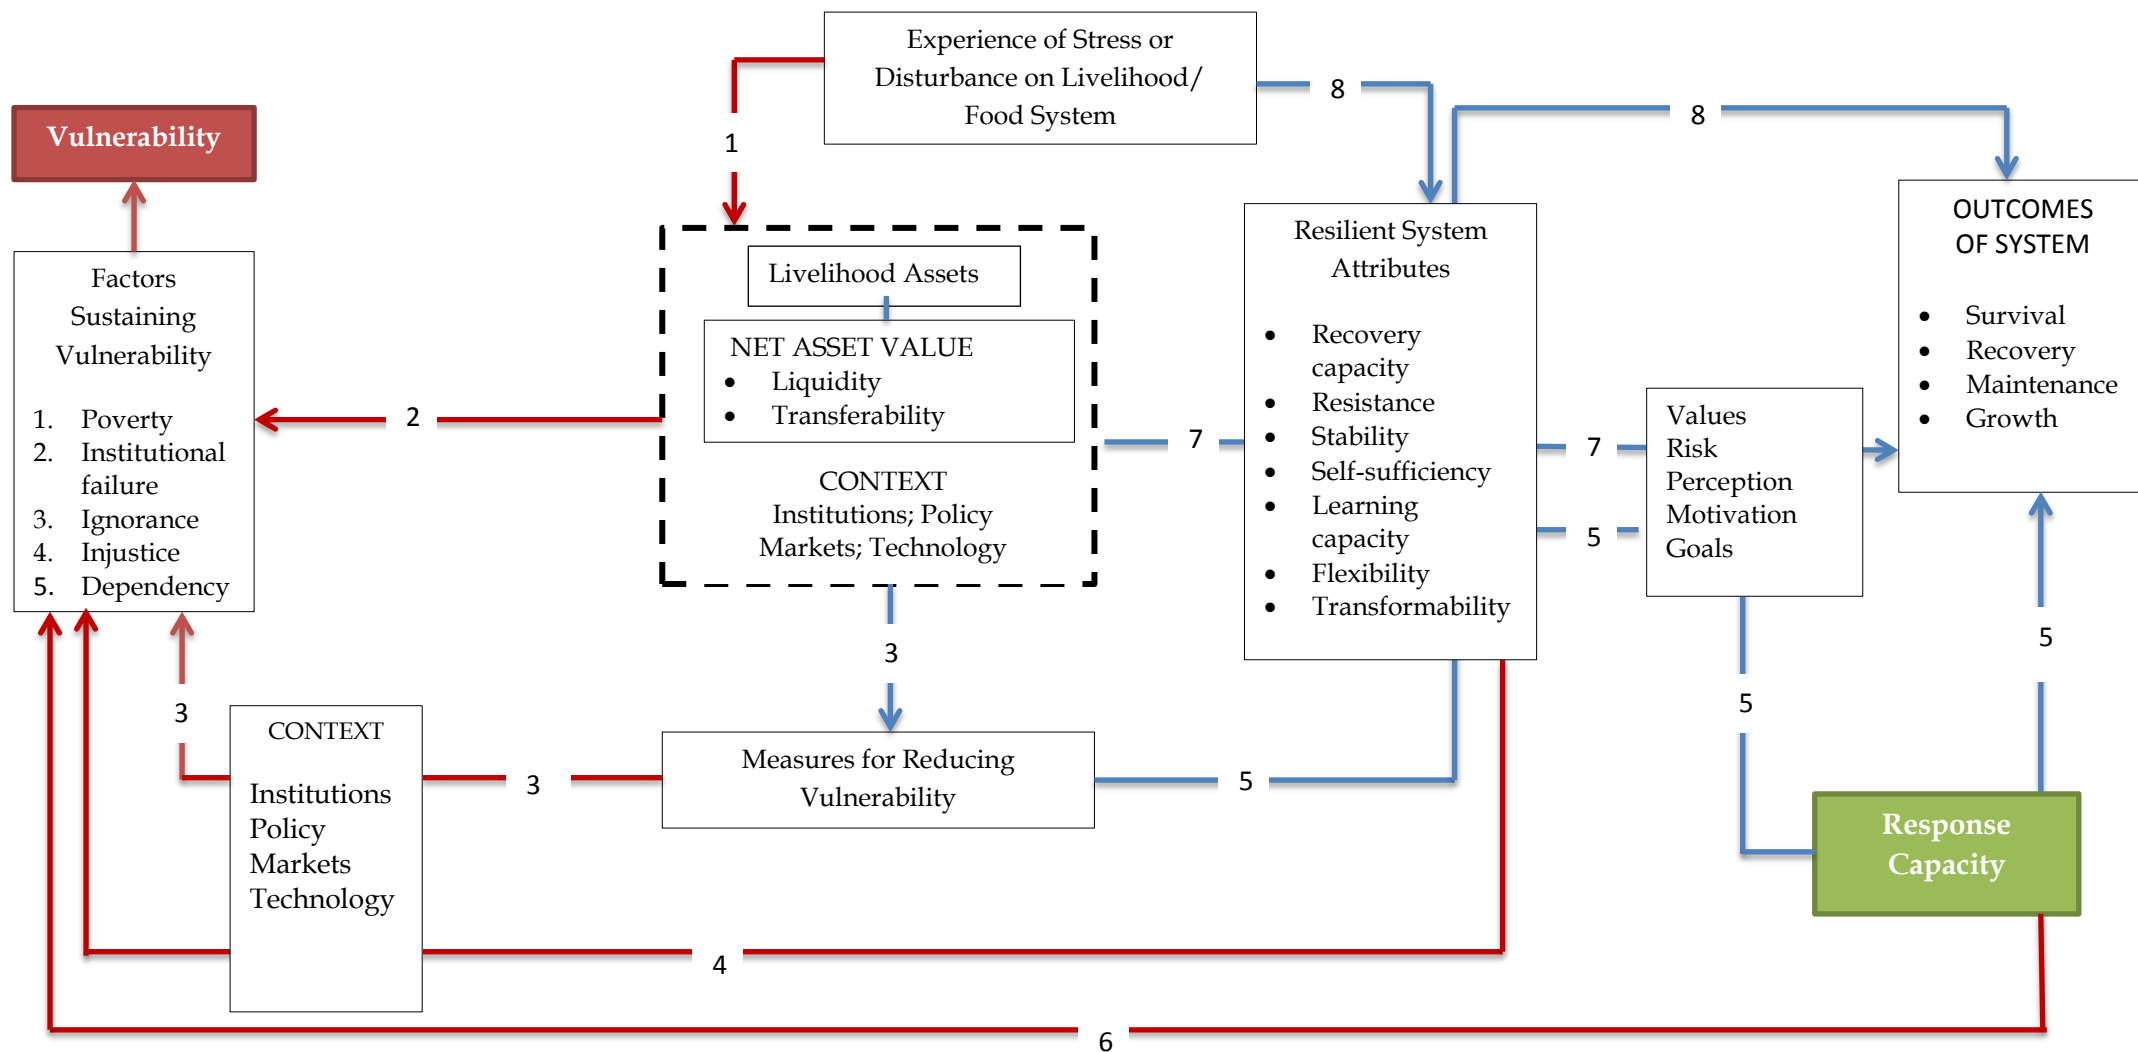 Experience of Stress or
Disturbance on Livelihood/
Food System
8
8
1
Vulnerability
Factors
Sustaining
Vulnerability
1. Poverty
2. Institutional
failure
3. Ignorance
4. Injustice
5. Dependency
2
Livelihood Assets
NET ASSET VALUE
• Liquidity
• Transferability
CONTEXT
Institutions; Policy
Markets; Technology
7
Resilient System
Attributes
• Recovery
capacity
• Resistance
• Stability
• Self-sufficiency
• Learning
capacity
• Flexibility
• Transformability
7
5
Values
Risk
Perception
Motivation
Goals
OUTCOMES
OF SYSTEM
• Survival
• Recovery
• Maintenance
• Growth
3
5
5
3
CONTEXT
Institutions
Policy
Markets
Technology
3
Measures for Reducing
Vulnerability
5
Response
Capacity
4
6